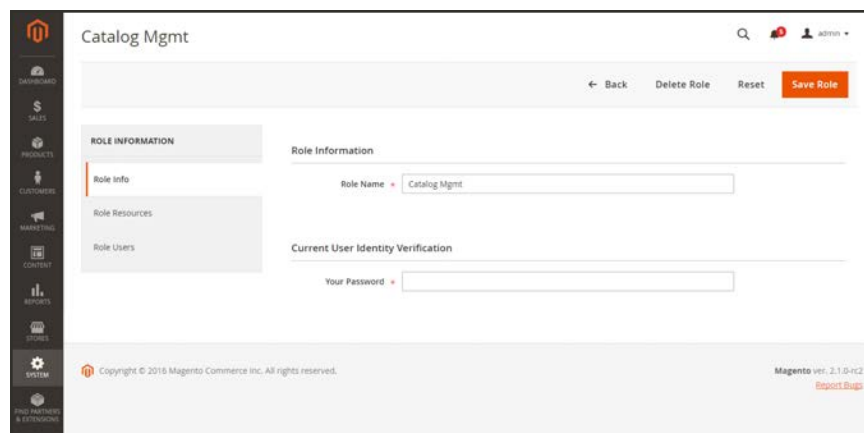 Catalog Mgmt
admin
DASHBOARD
SALES
PRODUCTS
CUSTOMERS
MARKETING
CONTENT
REPORTS
STORES
SYSTEM
FIND PARTNERS
& EXTENSIONS
← Back Delete Role Reset Save Role
ROLE INFORMATION
Role Info
Role Resources
Role Users
Role Information
Role Name * Catalog Mgmt
Current User Identity Verification
Your Password *
Copyright © 2016 Magento Commerce Inc. All rights reserved.
Magento ver. 2.1.0-rc2
Report Bugs